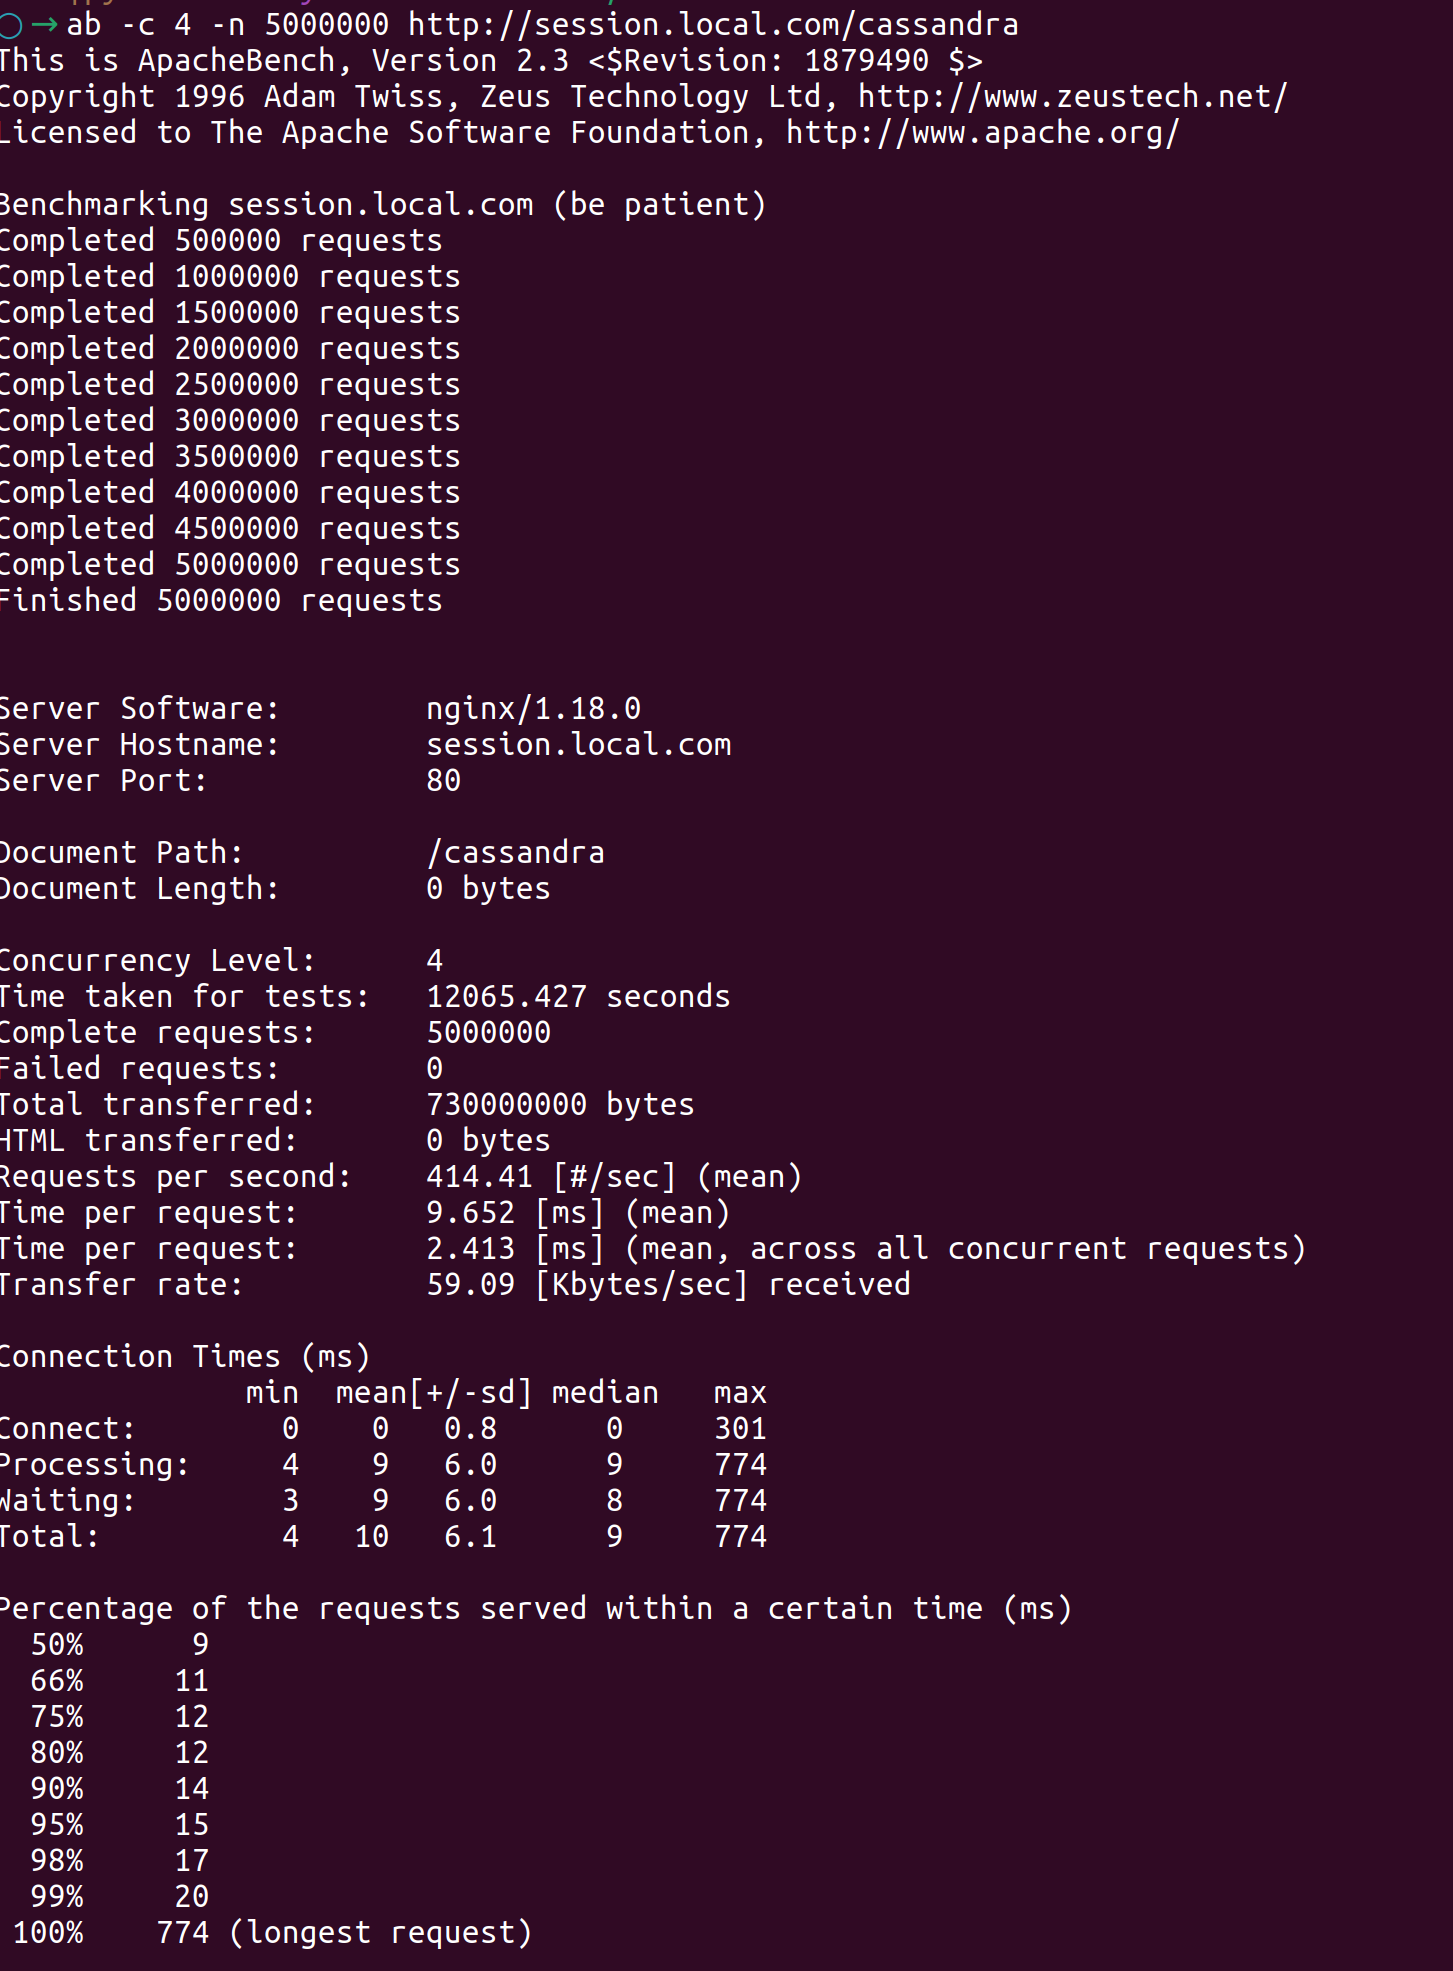 ○ → ab -c 4 -n 5000000 http://session.local.com/cassandra
This is ApacheBench, Version 2.3 <$Revision: 1879490 $>
Copyright 1996 Adam Twiss, Zeus Technology Ltd, http://www.zeustech.net/
Licensed to The Apache Software Foundation, http://www.apache.org/

Benchmarking session.local.com (be patient)
Completed 500000 requests
Completed 1000000 requests
Completed 1500000 requests
Completed 2000000 requests
Completed 2500000 requests
Completed 3000000 requests
Completed 3500000 requests
Completed 4000000 requests
Completed 4500000 requests
Completed 5000000 requests
Finished 5000000 requests

Server Software:        nginx/1.18.0
Server Hostname:        session.local.com
Server Port:            80

Document Path:          /cassandra
Document Length:        0 bytes

Concurrency Level:      4
Time taken for tests:   12065.427 seconds
Complete requests:      5000000
Failed requests:        0
Total transferred:      730000000 bytes
HTML transferred:       0 bytes
Requests per second:    414.41 [#/sec] (mean)
Time per request:       9.652 [ms] (mean)
Time per request:       2.413 [ms] (mean, across all concurrent requests)
Transfer rate:          59.09 [Kbytes/sec] received

Connection Times (ms)
              min  mean[+/-sd] median   max
Connect:        0    0   0.8      0     301
Processing:     4    9   6.0      9     774
Waiting:        3    9   6.0      8     774
Total:          4   10   6.1      9     774

Percentage of the requests served within a certain time (ms)
  50%      9
  66%     11
  75%     12
  80%     12
  90%     14
  95%     15
  98%     17
  99%     20
 100%    774 (longest request)